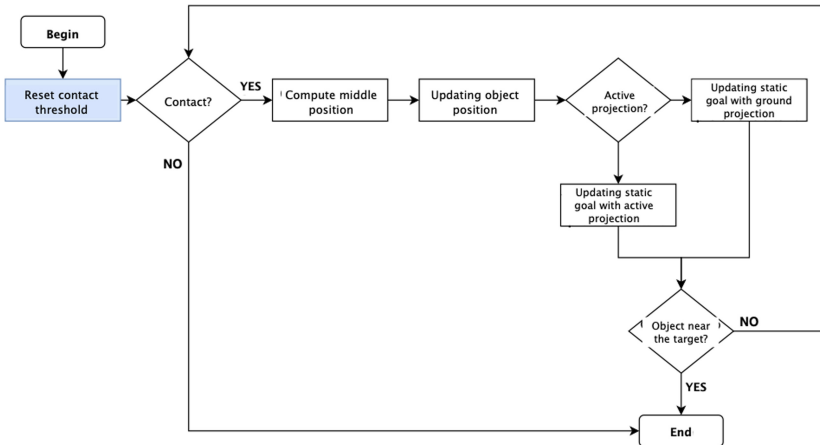 Begin
Reset contact
threshold
Contact?
YES
NO
Compute middle
position
Updating object
position
Active
projection?
Updating static
goal with ground
projection
Updating static
goal with active
projection
Object near
the target?
NO
YES
End